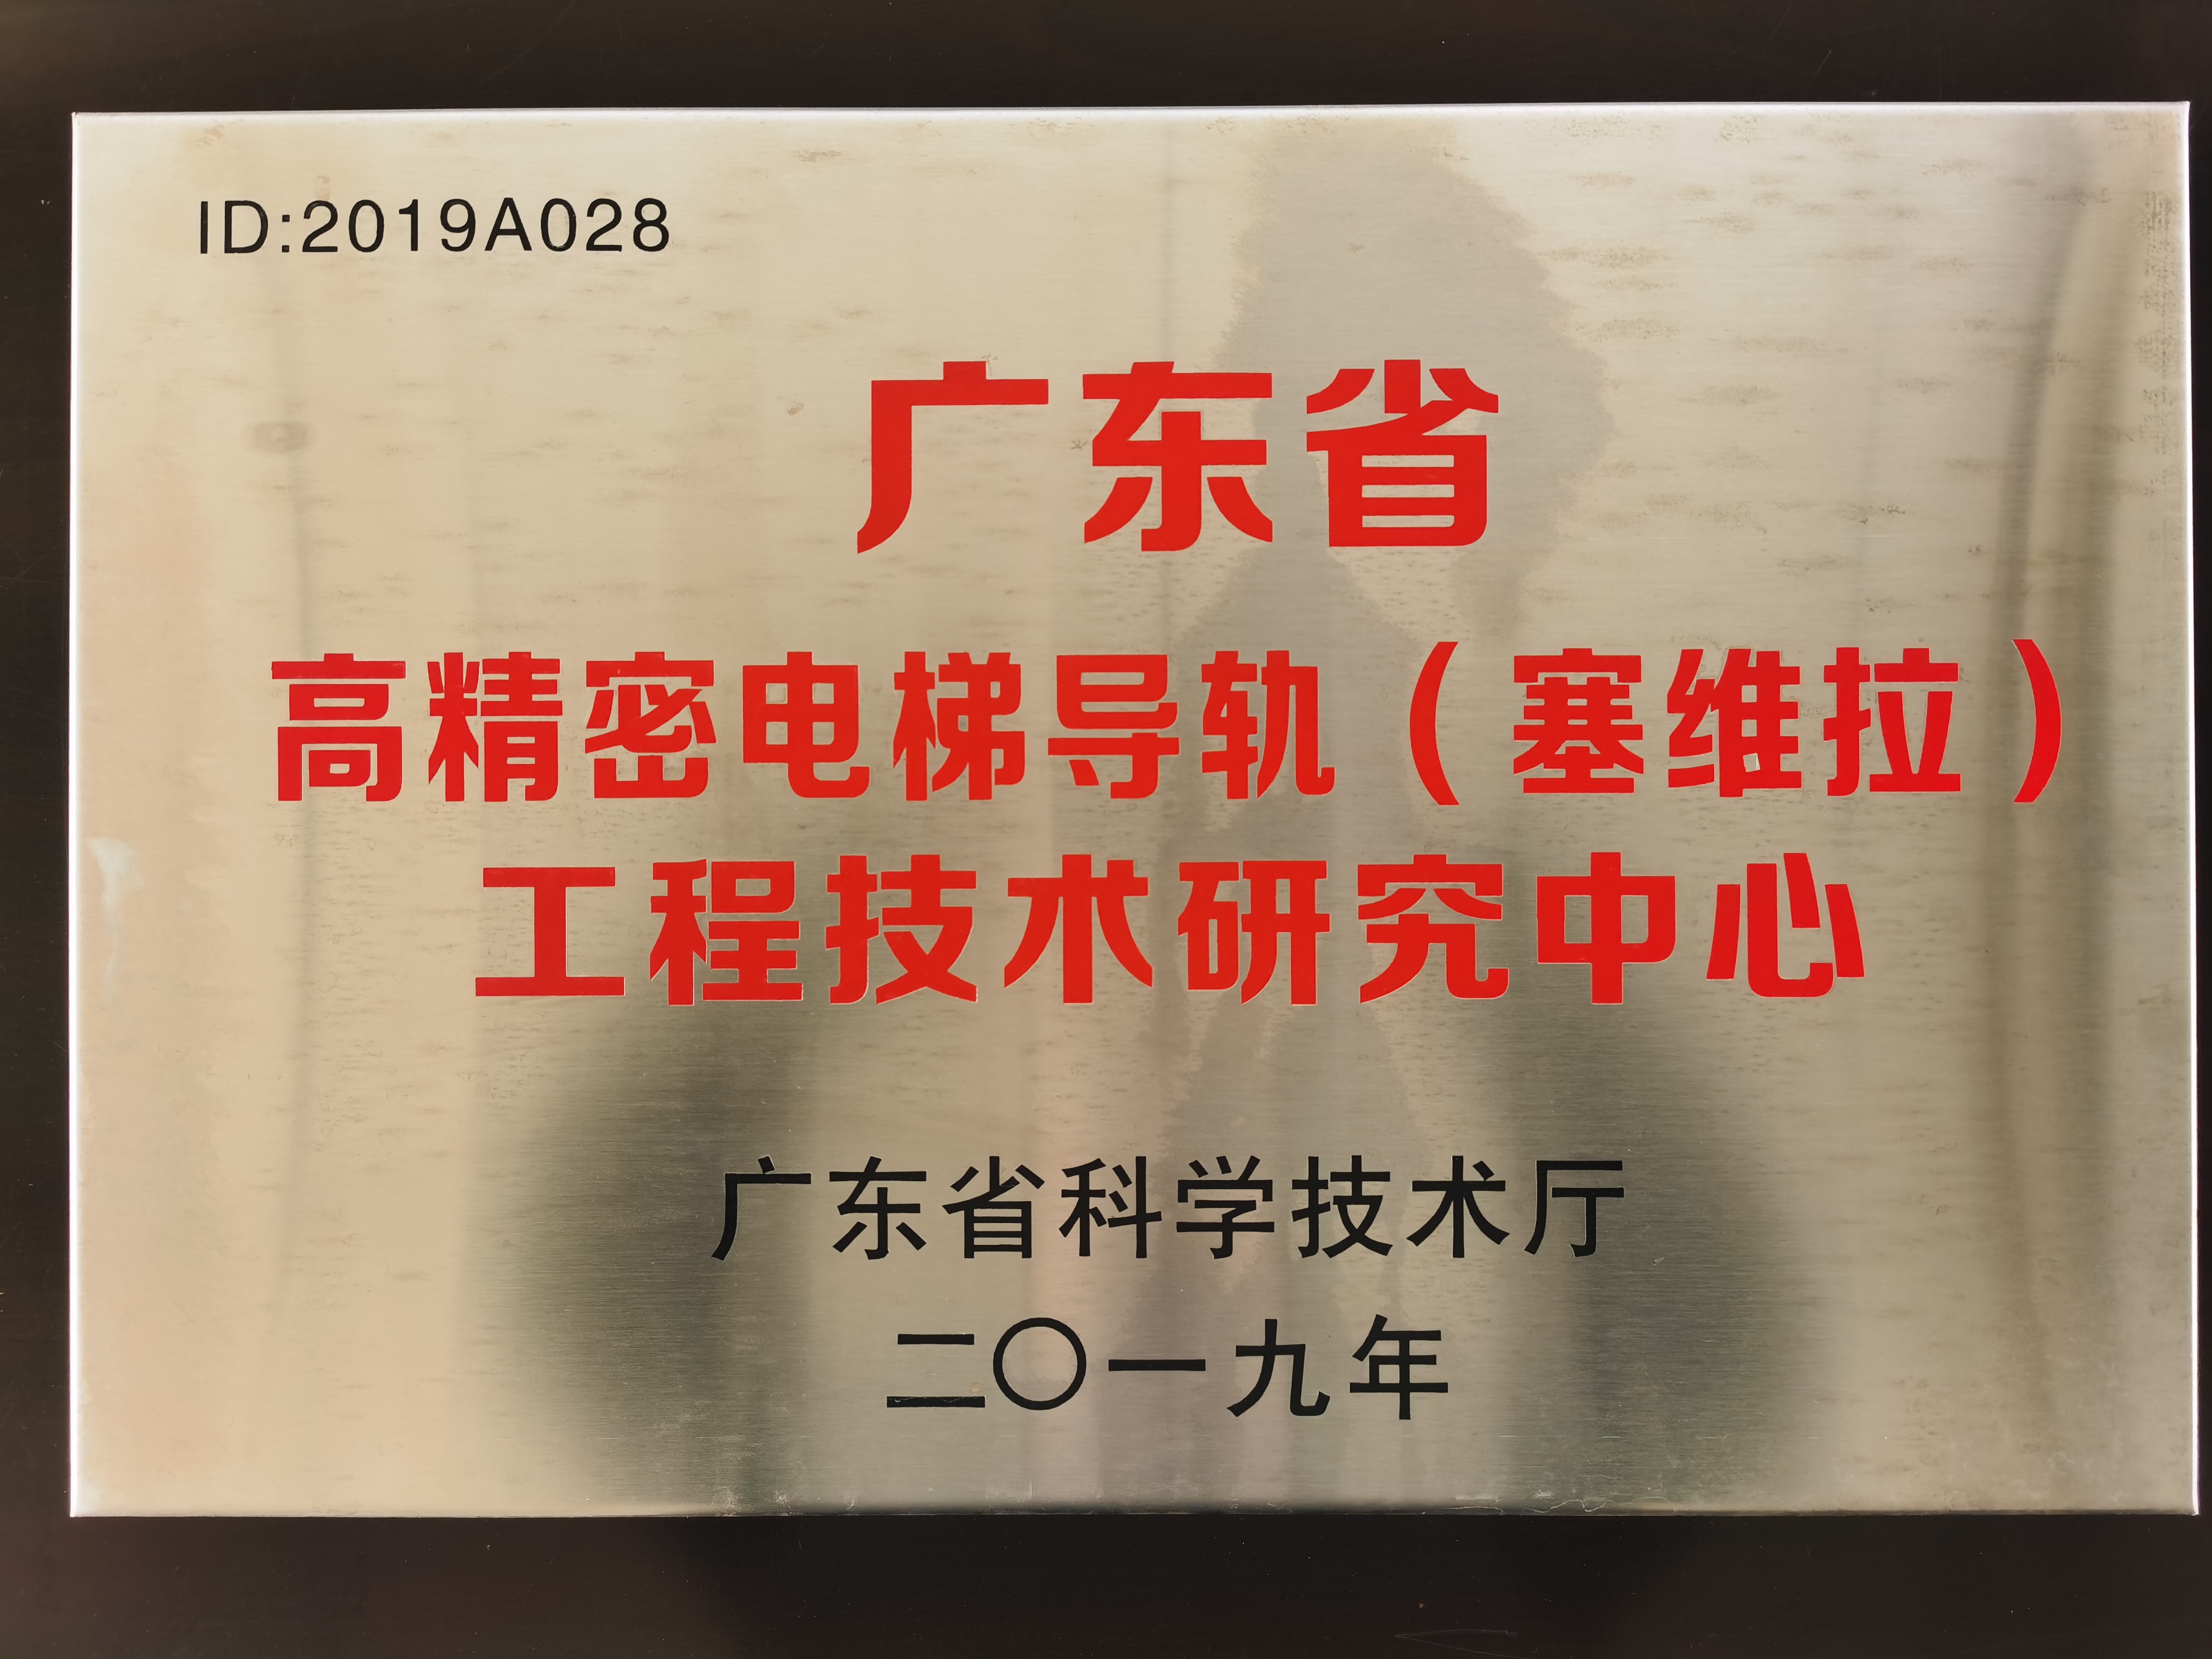 ID:2019A028
广东省
高精密电梯导轨（塞维拉）
工程技术研究中心
广东省科学技术厅
二〇一九年